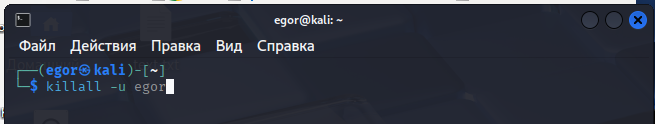 egor@kali: ~
Файл Действия Правка Вид Справка
┌──(egor㉿kali)-[~]
└─$ killall -u egor